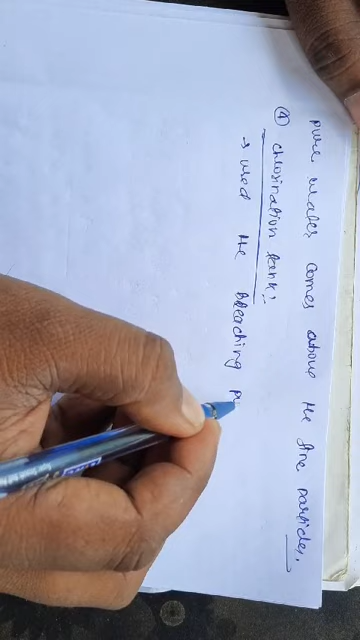 pure water comes above the fine particles.
④ chlorination tank:
→ used the bleaching p